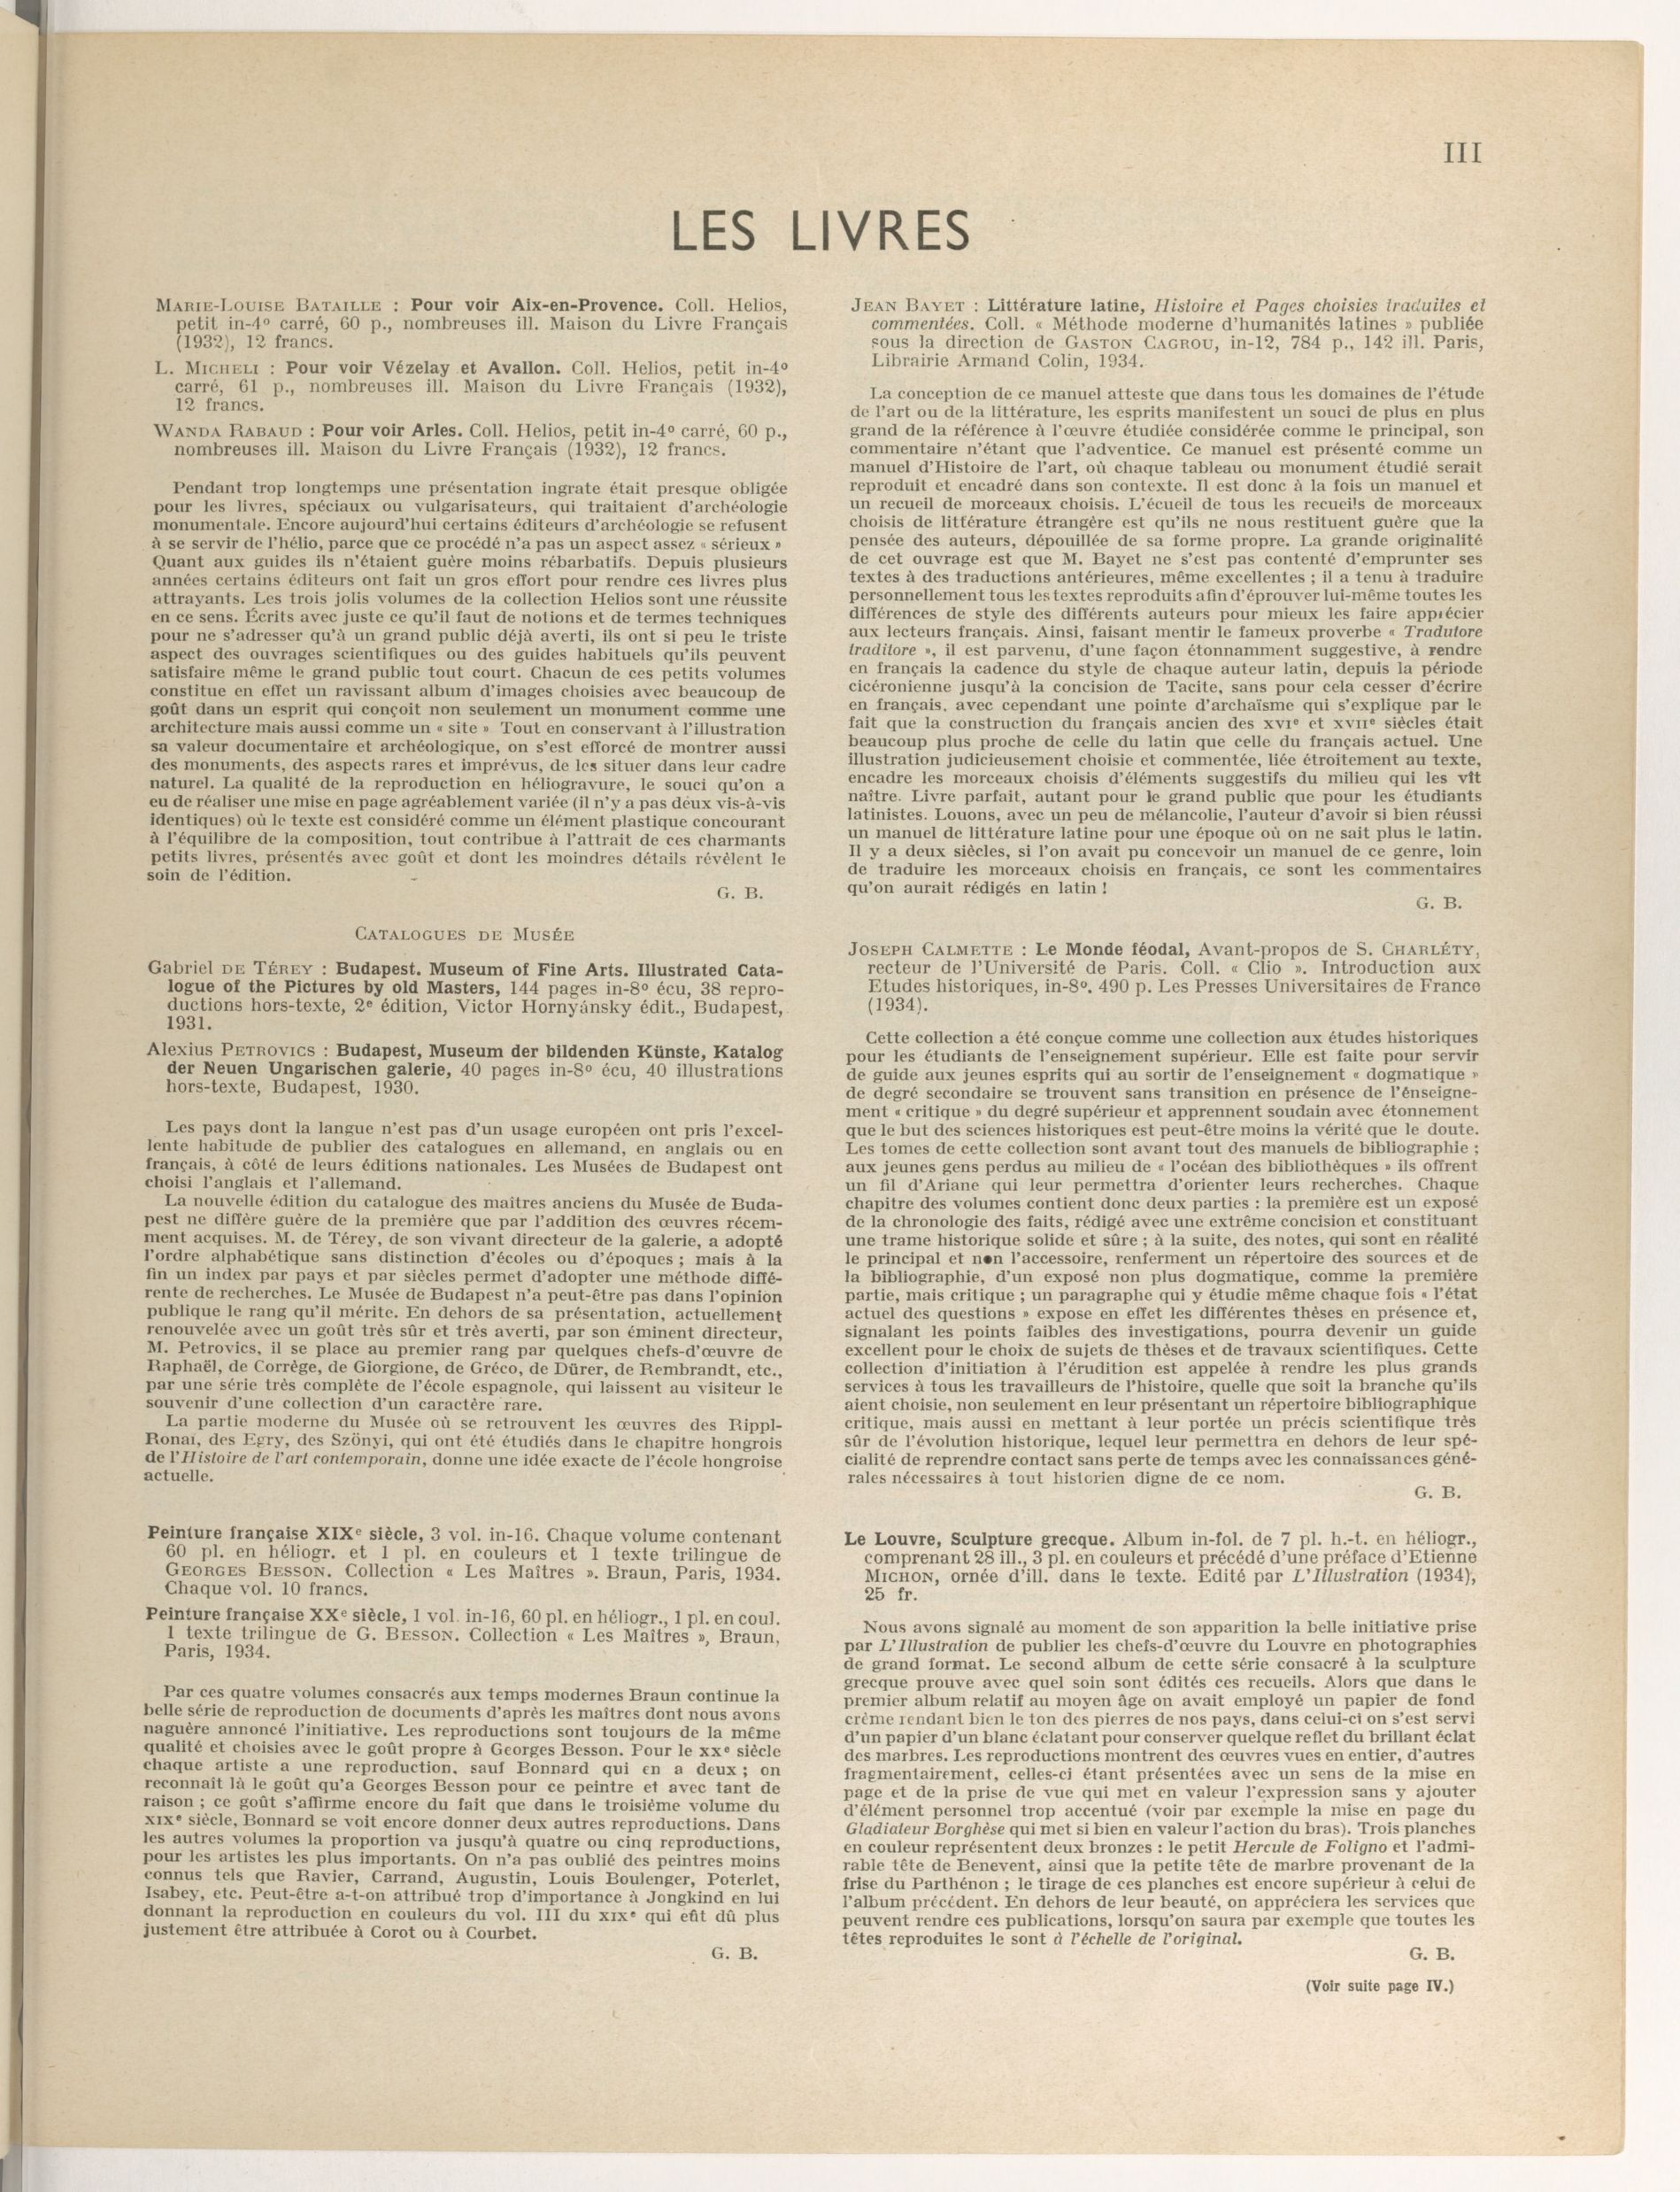 III
LES LIVRES
MARIE-LOUISE BATAILLE : Pour voir Aix-en-Provence. Coll. Helios,
petit in-4º carré, 60 p., nombreuses ill. Maison du Livre Français
(1932), 12 francs.
L. MICHELI : Pour voir Vézelay et Avallon. Coll. Helios, petit in-4º
carré, 61 p., nombreuses ill. Maison du Livre Français (1932),
12 francs.
WANDA RABAUD : Pour voir Arles. Coll. Helios, petit in-4º carré, 60 p.,
nombreuses ill. Maison du Livre Français (1932), 12 francs.
Pendant trop longtemps une présentation ingrate était presque obligée
pour les livres, spéciaux ou vulgarisateurs, qui traitaient d'archéologie
monumentale. Encore aujourd'hui certains éditeurs d'archéologie se refusent
à se servir de l'hélio, parce que ce procédé n'a pas un aspect assez « sérieux »
Quant aux guides ils n'étaient guère moins rébarbatifs. Depuis plusieurs
années certains éditeurs ont fait un gros effort pour rendre ces livres plus
attrayants. Les trois jolis volumes de la collection Helios sont une réussite
en ce sens. Écrits avec juste ce qu'il faut de notions et de termes techniques
pour ne s'adresser qu'à un grand public déjà averti, ils ont si peu le triste
aspect des ouvrages scientifiques ou des guides habituels qu'ils peuvent
satisfaire même le grand public tout court. Chacun de ces petits volumes
constitue en effet un ravissant album d'images choisies avec beaucoup de
goût dans un esprit qui conçoit non seulement un monument comme une
architecture mais aussi comme un « site » Tout en conservant à l'illustration
sa valeur documentaire et archéologique, on s'est efforcé de montrer aussi
des monuments, des aspects rares et imprévus, de les situer dans leur cadre
naturel. La qualité de la reproduction en héliogravure, le souci qu'on a
eu de réaliser une mise en page agréablement variée (il n'y a pas deux vis-à-vis
identiques) où le texte est considéré comme un élément plastique concourant
à l'équilibre de la composition, tout contribue à l'attrait de ces charmants
petits livres, présentés avec goût et dont les moindres détails révèlent le
soin de l'édition.
G. B.
CATALOGUES DE MUSÉE
Gabriel DE TÉREY : Budapest. Museum of Fine Arts. Illustrated Cata-
logue of the Pictures by old Masters, 144 pages in-8º écu, 38 repro-
ductions hors-texte, 2e édition, Victor Hornyánsky édit., Budapest,
1931.
Alexius PETROVICS : Budapest, Museum der bildenden Künste, Katalog
der Neuen Ungarischen galerie, 40 pages in-8º écu, 40 illustrations
hors-texte, Budapest, 1930.
Les pays dont la langue n'est pas d'un usage européen ont pris l'excel-
lente habitude de publier des catalogues en allemand, en anglais ou en
français, à côté de leurs éditions nationales. Les Musées de Budapest ont
choisi l'anglais et l'allemand.
La nouvelle édition du catalogue des maîtres anciens du Musée de Buda-
pest ne diffère guère de la première que par l'addition des œuvres récem-
ment acquises. M. de Térey, de son vivant directeur de la galerie, a adopté
l'ordre alphabétique sans distinction d'écoles ou d'époques ; mais à la
fin un index par pays et par siècles permet d'adopter une méthode diffé-
rente de recherches. Le Musée de Budapest n'a peut-être pas dans l'opinion
publique le rang qu'il mérite. En dehors de sa présentation, actuellement
renouvelée avec un goût très sûr et très averti, par son éminent directeur,
M. Petrovics, il se place au premier rang par quelques chefs-d'œuvre de
Raphaël, de Corrège, de Giorgione, de Gréco, de Dürer, de Rembrandt, etc.,
par une série très complète de l'école espagnole, qui laissent au visiteur le
souvenir d'une collection d'un caractère rare.
La partie moderne du Musée où se retrouvent les œuvres des Rippl-
Ronaï, des Egry, des Szönyi, qui ont été étudiés dans le chapitre hongrois
de l'Histoire de l'art contemporain, donne une idée exacte de l'école hongroise
actuelle.
Peinture française XIXe siècle, 3 vol. in-16. Chaque volume contenant
60 pl. en héliogr. et 1 pl. en couleurs et 1 texte trilingue de
GEORGES BESSON. Collection « Les Maîtres ». Braun, Paris, 1934.
Chaque vol. 10 francs.
Peinture française XXe siècle, 1 vol. in-16, 60 pl. en héliogr., 1 pl. en coul.
1 texte trilingue de G. BESSON. Collection « Les Maîtres », Braun,
Paris, 1934.
Par ces quatre volumes consacrés aux temps modernes Braun continue la
belle série de reproduction de documents d'après les maîtres dont nous avons
naguère annoncé l'initiative. Les reproductions sont toujours de la même
qualité et choisies avec le goût propre à Georges Besson. Pour le XXe siècle
chaque artiste a une reproduction, sauf Bonnard qui en a deux ; on
reconnaît là le goût qu'a Georges Besson pour ce peintre et avec tant de
raison ; ce goût s'affirme encore du fait que dans le troisième volume du
XIXe siècle, Bonnard se voit encore donner deux autres reproductions. Dans
les autres volumes la proportion va jusqu'à quatre ou cinq reproductions,
pour les artistes les plus importants. On n'a pas oublié des peintres moins
connus tels que Ravier, Carrand, Augustin, Louis Boulenger, Poterlet,
Isabey, etc. Peut-être a-t-on attribué trop d'importance à Jongkind en lui
donnant la reproduction en couleurs du vol. III du XIXe qui eût dû plus
justement être attribuée à Corot ou à Courbet.
G. B.
JEAN BAYET : Littérature latine, Histoire et Pages choisies traduites et
commentées. Coll. « Méthode moderne d'humanités latines » publiée
sous la direction de GASTON CAGROU, in-12, 784 p., 142 ill. Paris,
Librairie Armand Colin, 1934.
La conception de ce manuel atteste que dans tous les domaines de l'étude
de l'art ou de la littérature, les esprits manifestent un souci de plus en plus
grand de la référence à l'œuvre étudiée considérée comme le principal, son
commentaire n'étant que l'adventice. Ce manuel est présenté comme un
manuel d'Histoire de l'art, où chaque tableau ou monument étudié serait
reproduit et encadré dans son contexte. Il est donc à la fois un manuel et
un recueil de morceaux choisis. L'écueil de tous les recueils de morceaux
choisis de littérature étrangère est qu'ils ne nous restituent guère que la
pensée des auteurs, dépouillée de sa forme propre. La grande originalité
de cet ouvrage est que M. Bayet ne s'est pas contenté d'emprunter ses
textes à des traductions antérieures, même excellentes ; il a tenu à traduire
personnellement tous les textes reproduits afin d'éprouver lui-même toutes les
différences de style des différents auteurs pour mieux les faire apprécier
aux lecteurs français. Ainsi, faisant mentir le fameux proverbe « Tradutore
traditore », il est parvenu, d'une façon étonnamment suggestive, à rendre
en français la cadence du style de chaque auteur latin, depuis la période
cicéronienne jusqu'à la concision de Tacite, sans pour cela cesser d'écrire
en français, avec cependant une pointe d'archaïsme qui s'explique par le
fait que la construction du français ancien des XVIe et XVIIe siècles était
beaucoup plus proche de celle du latin que celle du français actuel. Une
illustration judicieusement choisie et commentée, liée étroitement au texte,
encadre les morceaux choisis d'éléments suggestifs du milieu qui les vît
naître. Livre parfait, autant pour le grand public que pour les étudiants
latinistes. Louons, avec un peu de mélancolie, l'auteur d'avoir si bien réussi
un manuel de littérature latine pour une époque où on ne sait plus le latin.
Il y a deux siècles, si l'on avait pu concevoir un manuel de ce genre, loin
de traduire les morceaux choisis en français, ce sont les commentaires
qu'on aurait rédigés en latin !
G. B.
JOSEPH CALMETTE : Le Monde féodal, Avant-propos de S. CHARLÉTY,
recteur de l'Université de Paris. Coll. « Clio ». Introduction aux
Etudes historiques, in-8º. 490 p. Les Presses Universitaires de France
(1934).
Cette collection a été conçue comme une collection aux études historiques
pour les étudiants de l'enseignement supérieur. Elle est faite pour servir
de guide aux jeunes esprits qui au sortir de l'enseignement « dogmatique »
de degré secondaire se trouvent sans transition en présence de l'énseigne-
ment « critique » du degré supérieur et apprennent soudain avec étonnement
que le but des sciences historiques est peut-être moins la vérité que le doute.
Les tomes de cette collection sont avant tout des manuels de bibliographie ;
aux jeunes gens perdus au milieu de « l'océan des bibliothèques » ils offrent
un fil d'Ariane qui leur permettra d'orienter leurs recherches. Chaque
chapitre des volumes contient donc deux parties : la première est un exposé
de la chronologie des faits, rédigé avec une extrême concision et constituant
une trame historique solide et sûre ; à la suite, des notes, qui sont en réalité
le principal et non l'accessoire, renferment un répertoire des sources et de
la bibliographie, d'un exposé non plus dogmatique, comme la première
partie, mais critique ; un paragraphe qui y étudie même chaque fois « l'état
actuel des questions » expose en effet les différentes thèses en présence et,
signalant les points faibles des investigations, pourra devenir un guide
excellent pour le choix de sujets de thèses et de travaux scientifiques. Cette
collection d'initiation à l'érudition est appelée à rendre les plus grands
services à tous les travailleurs de l'histoire, quelle que soit la branche qu'ils
aient choisie, non seulement en leur présentant un répertoire bibliographique
critique, mais aussi en mettant à leur portée un précis scientifique très
sûr de l'évolution historique, lequel leur permettra en dehors de leur spé-
cialité de reprendre contact sans perte de temps avec les connaissances géné-
rales nécessaires à tout historien digne de ce nom.
G. B.
Le Louvre, Sculpture grecque. Album in-fol. de 7 pl. h.-t. en héliogr.,
comprenant 28 ill., 3 pl. en couleurs et précédé d'une préface d'Etienne
MICHON, ornée d'ill. dans le texte. Edité par L'Illustration (1934),
25 fr.
Nous avons signalé au moment de son apparition la belle initiative prise
par L'Illustration de publier les chefs-d'œuvre du Louvre en photographies
de grand format. Le second album de cette série consacré à la sculpture
grecque prouve avec quel soin sont édités ces recueils. Alors que dans le
premier album relatif au moyen âge on avait employé un papier de fond
crème rendant bien le ton des pierres de nos pays, dans celui-ci on s'est servi
d'un papier d'un blanc éclatant pour conserver quelque reflet du brillant éclat
des marbres. Les reproductions montrent des œuvres vues en entier, d'autres
fragmentairement, celles-ci étant présentées avec un sens de la mise en
page et de la prise de vue qui met en valeur l'expression sans y ajouter
d'élément personnel trop accentué (voir par exemple la mise en page du
Gladiateur Borghèse qui met si bien en valeur l'action du bras). Trois planches
en couleur représentent deux bronzes : le petit Hercule de Foligno et l'admi-
rable tête de Benevent, ainsi que la petite tête de marbre provenant de la
frise du Parthénon ; le tirage de ces planches est encore supérieur à celui de
l'album précédent. En dehors de leur beauté, on appréciera les services que
peuvent rendre ces publications, lorsqu'on saura par exemple que toutes les
têtes reproduites le sont à l'échelle de l'original.
G. B.
(Voir suite page IV.)